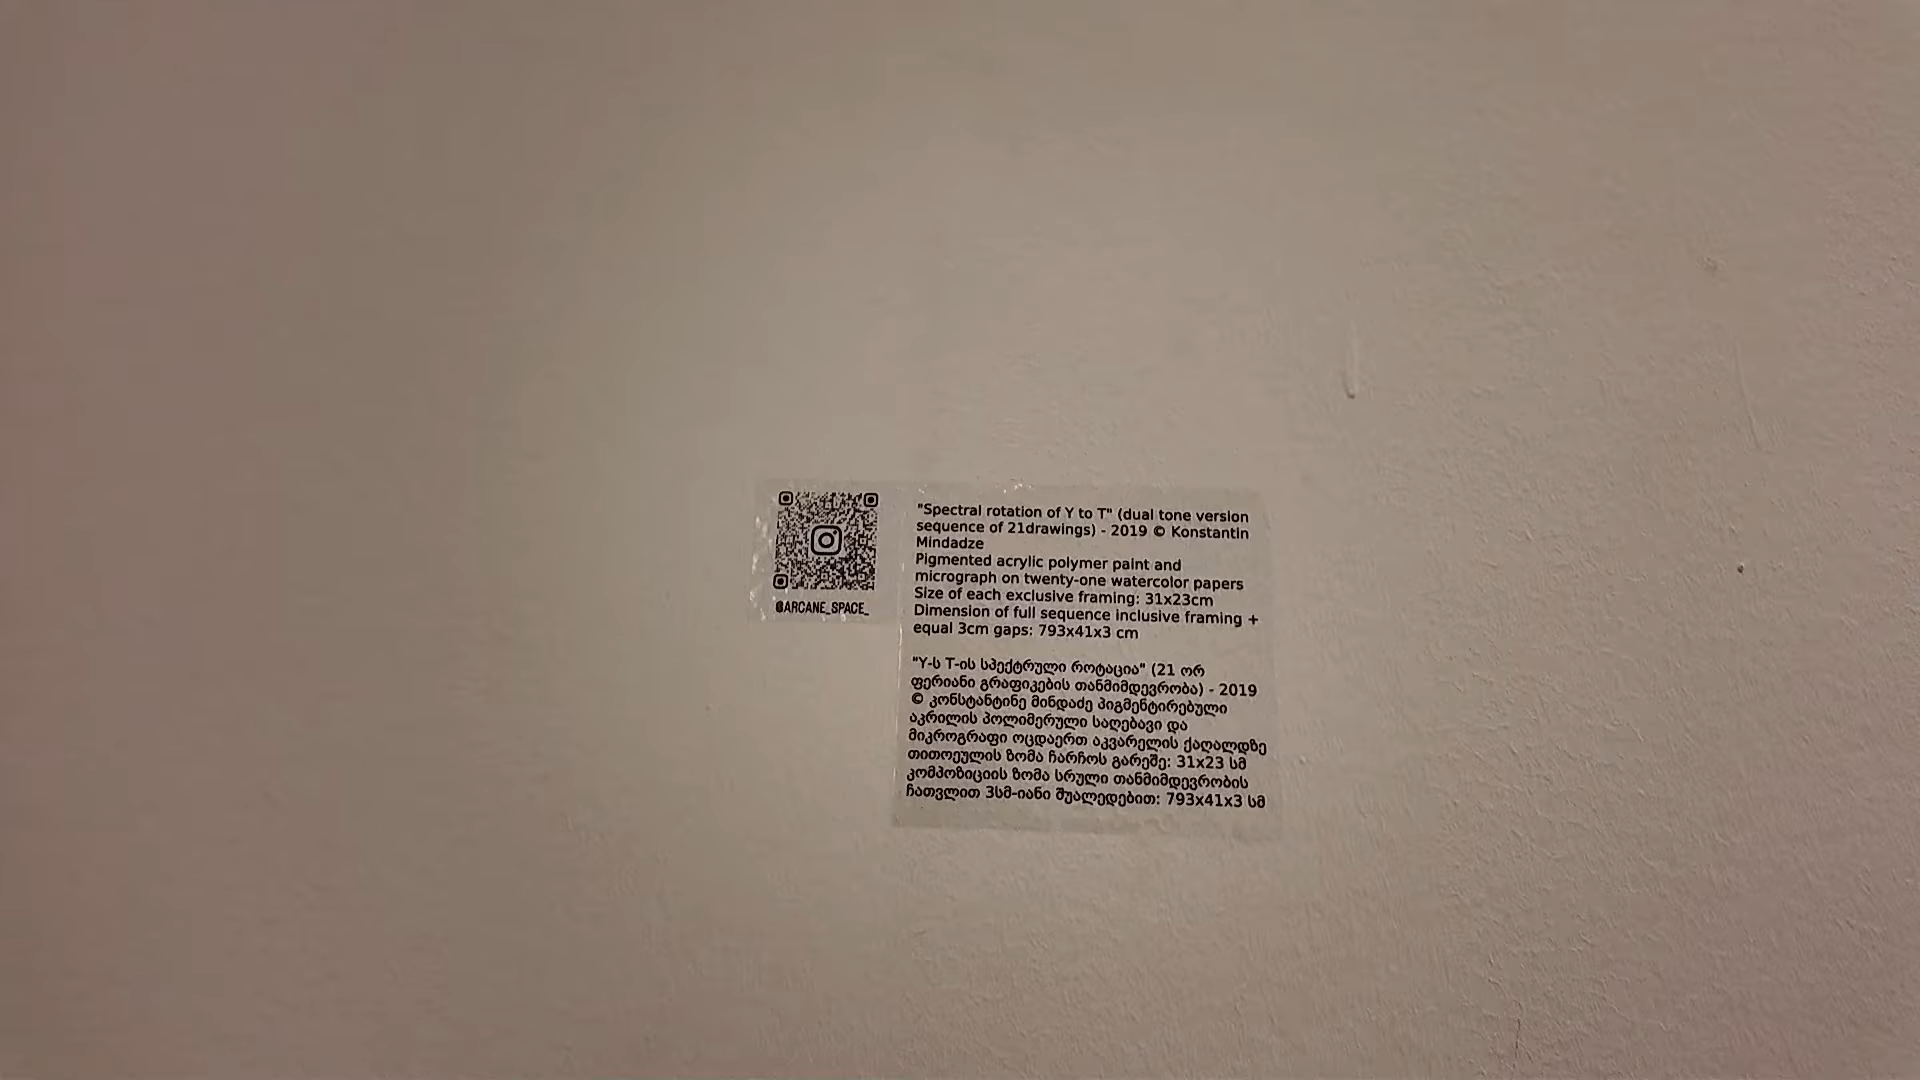 @ARCANE_SPACE_
"Spectral rotation of Y to T" (dual tone version
sequence of 21drawings) - 2019 © Konstantin
Mindadze
Pigmented acrylic polymer paint and
micrograph on twenty-one watercolor papers
Size of each exclusive framing: 31x23cm
Dimension of full sequence inclusive framing +
equal 3cm gaps: 793x41x3 cm
"Y-ს T-ის სპექტრული როტაცია" (21 ორ
ფერიანი გრაფიკების თანმიმდევრობა) - 2019
© კონსტანტინე მინდაძე პიგმენტირებული
აკრილის პოლიმერული საღებავი და
მიკროგრაფი ოცდაერთ აკვარელის ქაღალდზე
თითოეულის ზომა ჩარჩოს გარეშე: 31x23 სმ
კომპოზიციის ზომა სრული თანმიმდევრობის
ჩათვლით 3სმ-იანი შუალედებით: 793x41x3 სმ